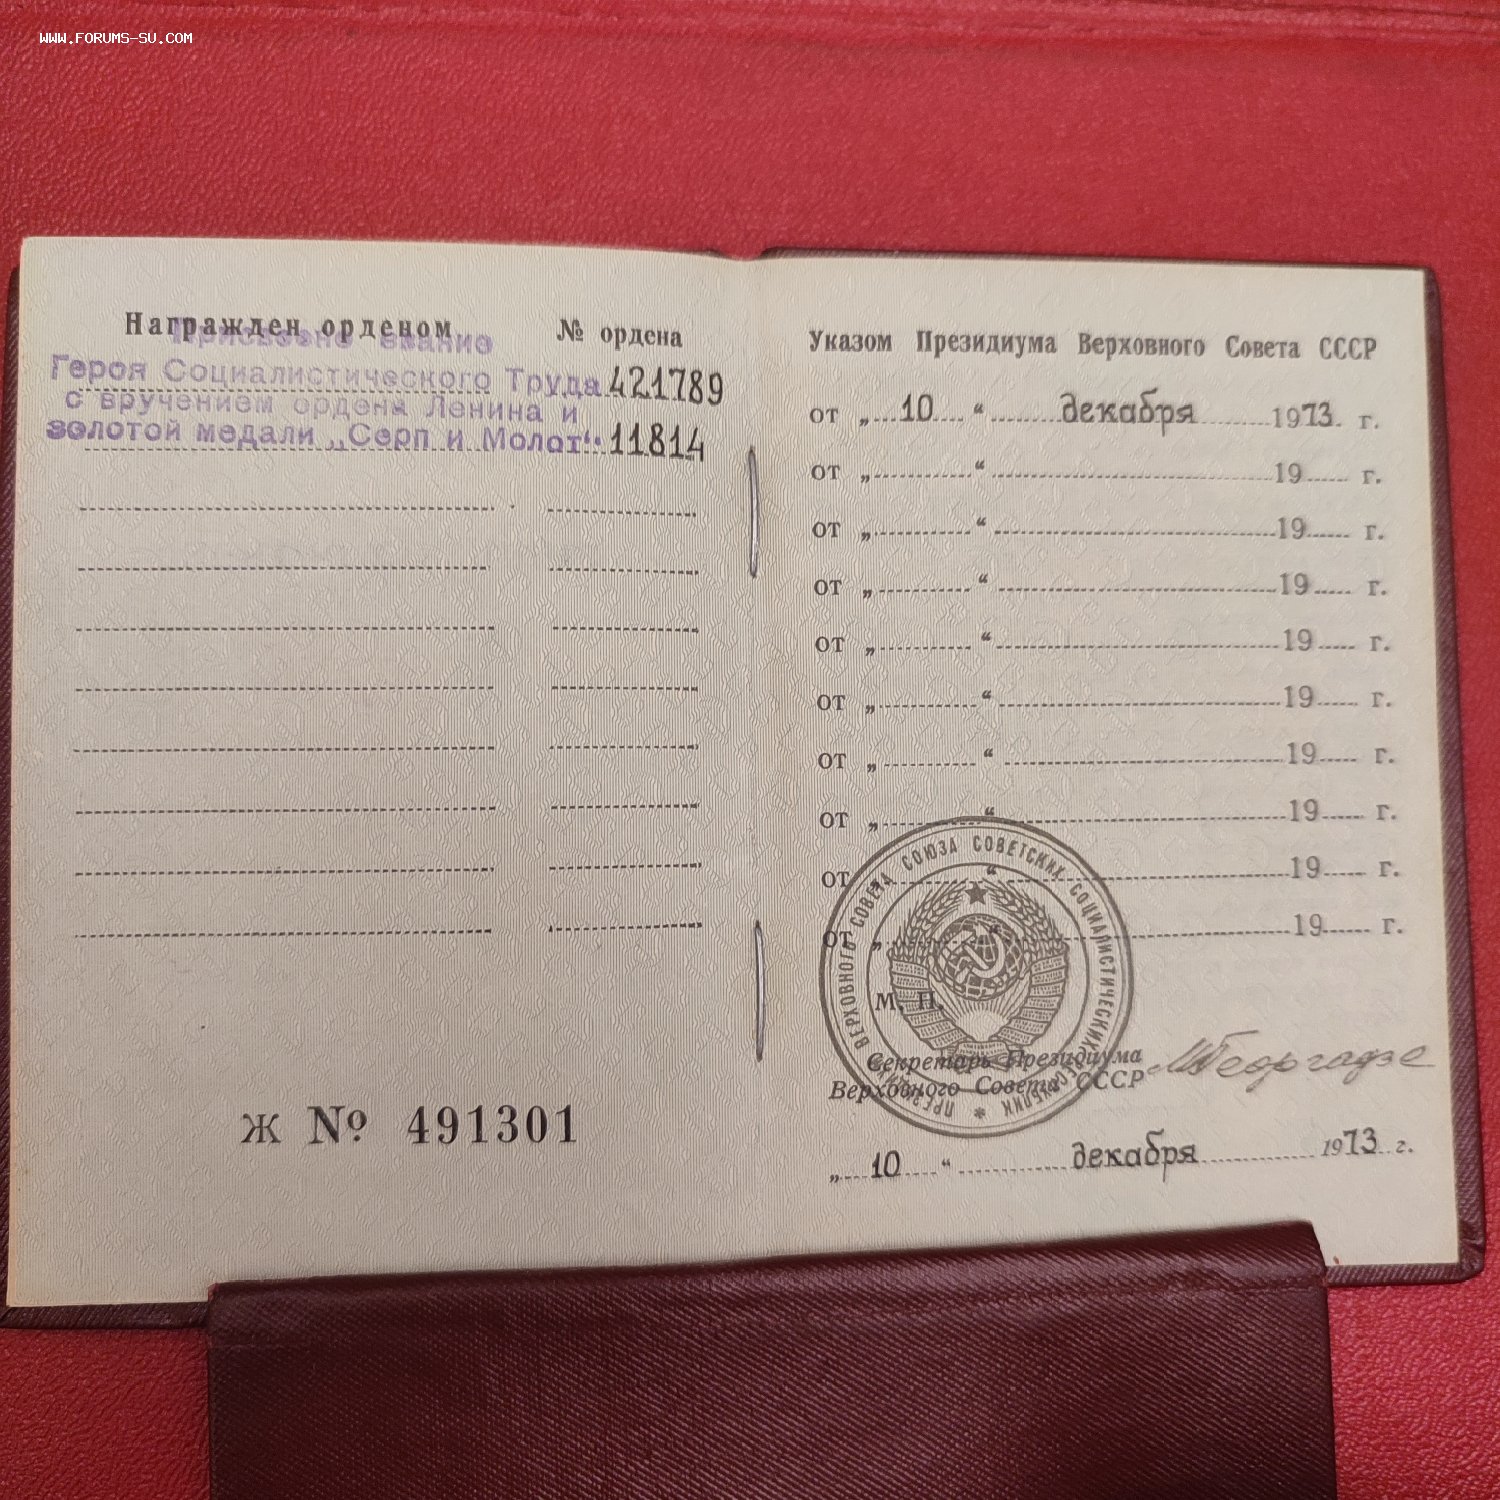 WWW.FORUMS-SU.COM
Награжден орденом
№ ордена
Присвоено звание
Героя Социалистического Труда 421789
с вручением ордена Ленина и
золотой медали „Серп и Молот“ 11814
Ж № 491301
Указом Президиума Верховного Совета СССР
от „ 10 “ декабря 1973 г.
от „ “ 19 г.
от „ “ 19 г.
от „ “ 19 г.
от „ “ 19 г.
от „ “ 19 г.
от „ “ 19 г.
от „ “ 19 г.
от „ “ 19 г.
от „ “ 19 г.
ПРЕЗИДИУМ ВЕРХОВНОГО СОВЕТА СОЮЗА СОВЕТСКИХ СОЦИАЛИСТИЧЕСКИХ РЕСПУБЛИК *
М. П.
Секретарь Президиума
Верховного Совета СССР
МГеоргадзе
„ 10 “ декабря 1973 г.